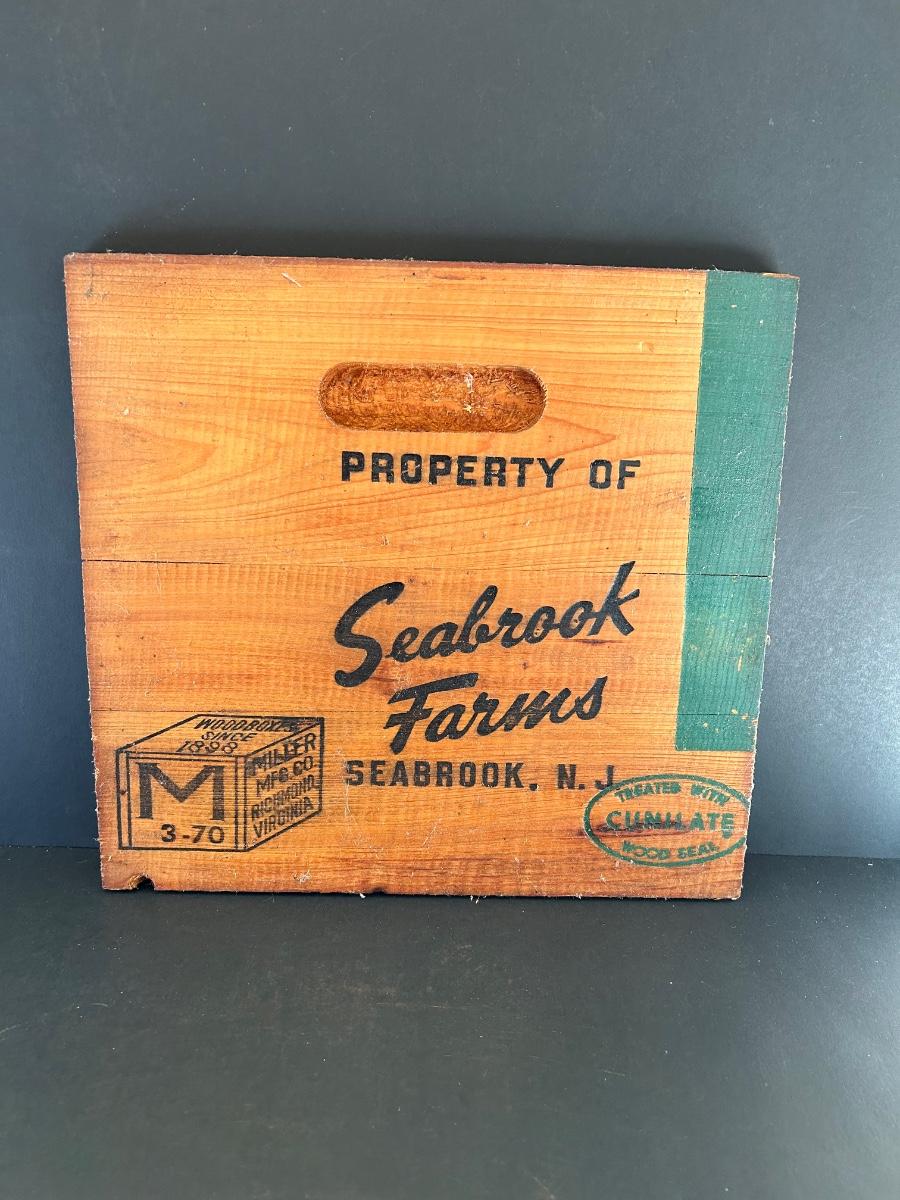 PROPERTY OF
Seabrook
Farms
SEABROOK, N. J.
WOODBOXES
SINCE
1898
M
3-70
MILLER
MFG. CO.
RICHMOND,
VIRGINIA
TREATED WITH
CUNILATE
WOOD SEAL